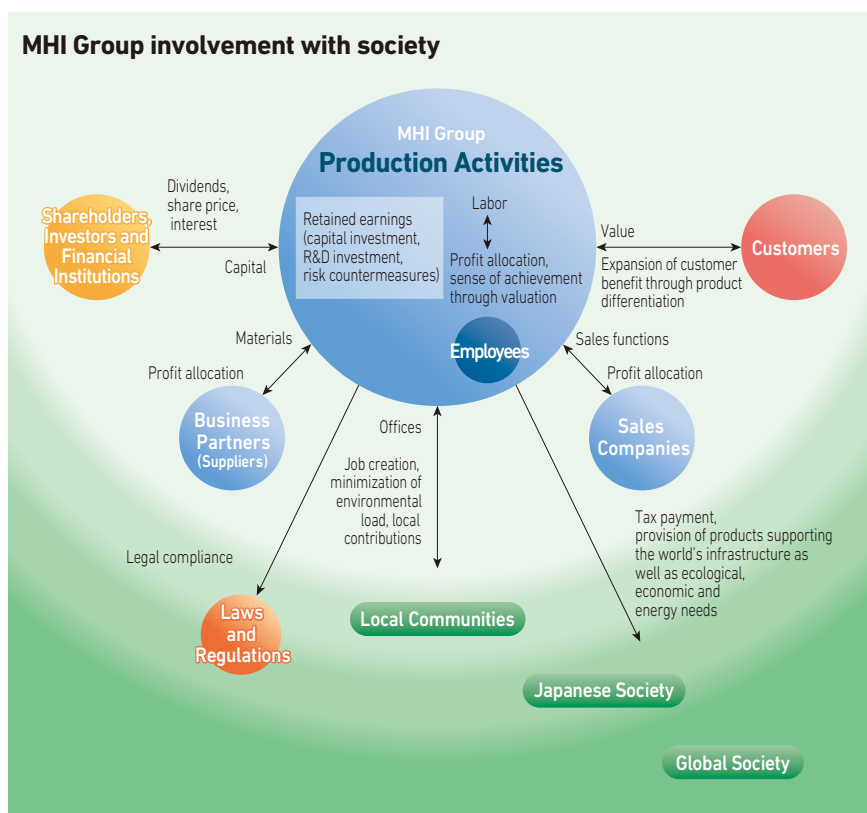 MHI Group involvement with society
MHI Group
Production Activities
Dividends,
share price,
interest
Shareholders,
Investors and
Financial
Institutions
Capital
Retained earnings
(capital investment,
R&D investment,
risk countermeasures)
Labor
Profit allocation,
sense of achievement
through valuation
Employees
Value
Expansion of customer
benefit through product
differentiation
Customers
Materials
Profit allocation
Business
Partners
(Suppliers)
Sales functions
Profit allocation
Sales
Companies
Offices
Job creation,
minimization of
environmental
load, local
contributions
Legal compliance
Laws
and
Regulations
Local Communities
Tax payment,
provision of products supporting
the world's infrastructure as
well as ecological,
economic and
energy needs
Japanese Society
Global Society